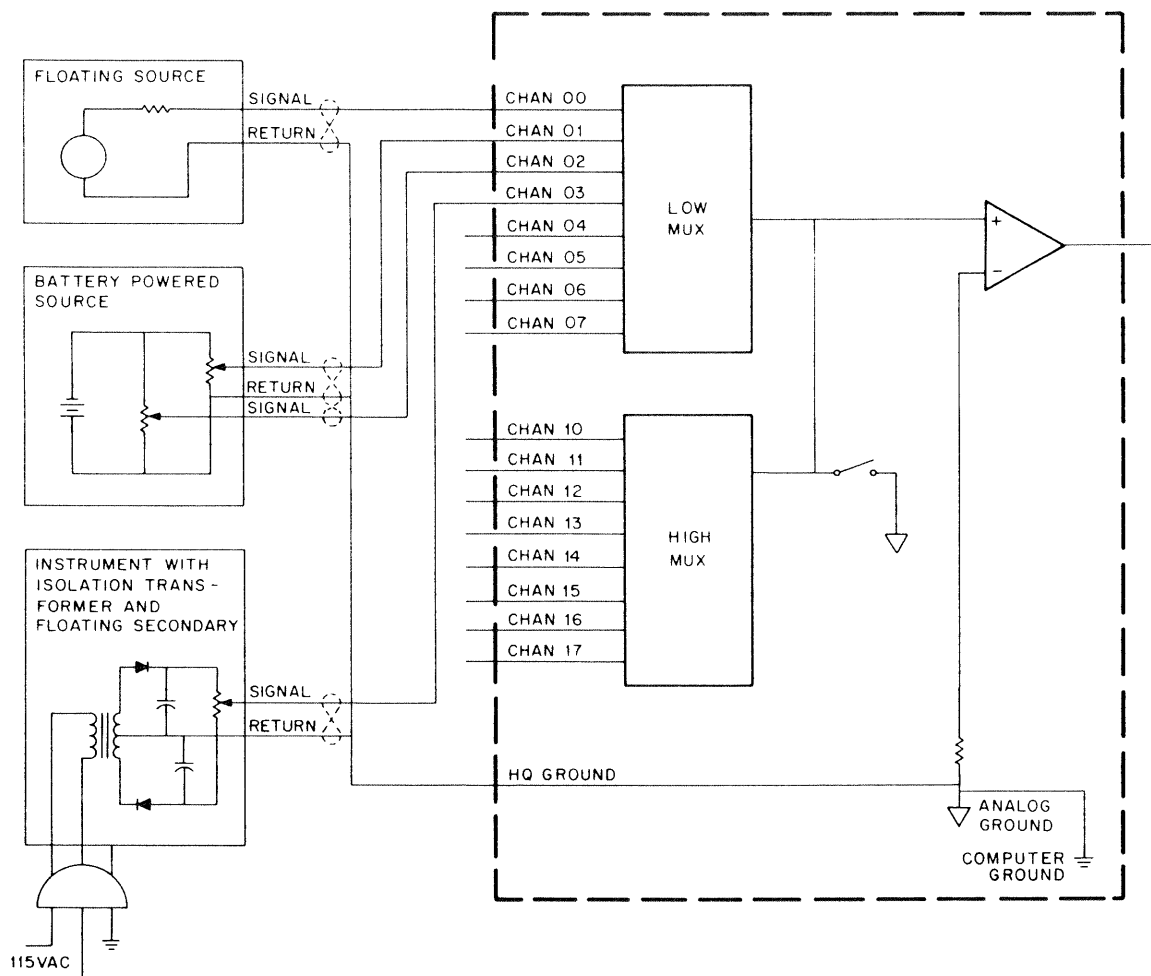 FLOATING SOURCE
SIGNAL
RETURN
BATTERY POWERED
SOURCE
SIGNAL
RETURN
SIGNAL
INSTRUMENT WITH
ISOLATION TRANS-
FORMER AND
FLOATING SECONDARY
SIGNAL
RETURN
115VAC
CHAN 00
CHAN 01
CHAN 02
CHAN 03
CHAN 04
CHAN 05
CHAN 06
CHAN 07
LOW
MUX
CHAN 10
CHAN 11
CHAN 12
CHAN 13
CHAN 14
CHAN 15
CHAN 16
CHAN 17
HIGH
MUX
+
−
HQ GROUND
ANALOG
GROUND
COMPUTER
GROUND